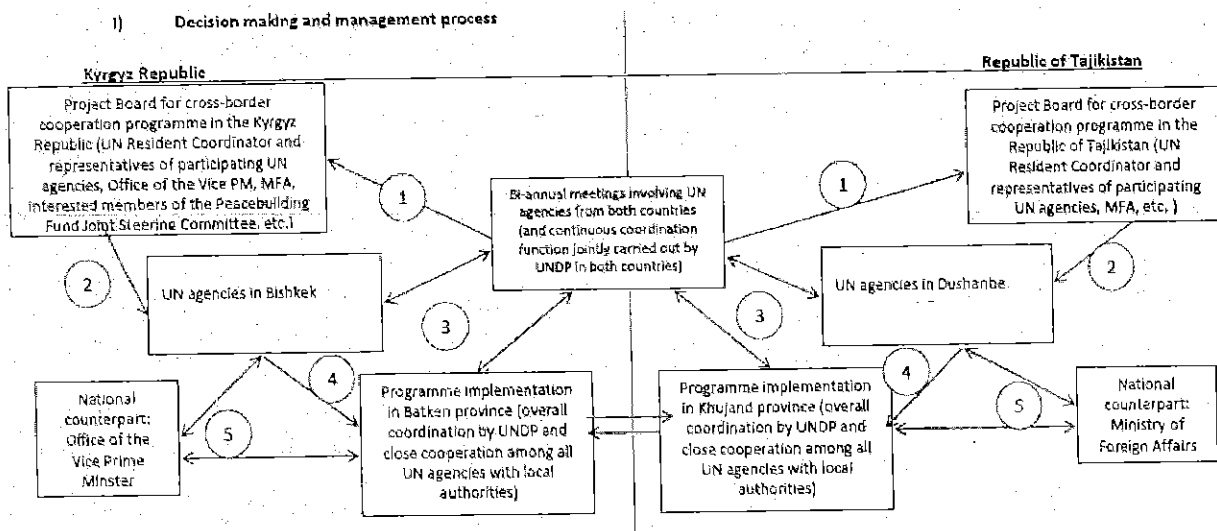 1) Decision making and management process
Kyrgyz Republic
Republic of Tajikistan
Project Board for cross-border
cooperation programme in the Kyrgyz
Republic (UN Resident Coordinator and
representatives of participating UN
agencies, Office of the Vice PM, MFA,
interested members of the Peacebuilding
Fund Joint Steering Committee, etc.)
Project Board for cross-border
cooperation programme in the
Republic of Tajikistan (UN
Resident Coordinator and
representatives of participating
UN agencies, MFA, etc, )
1
Bi-annual meetings involving UN
agencies from both countries
(and continuous coordination
function jointly carried out by
UNDP in both countries)
1
2
UN agencies in Bishkek
3
3
UN agencies in Dushanbe
2
4
5
National
counterpart:
Office of the
Vice Prime
Minster
Programme implementation
in Batken province (overall
coordination by UNDP and
close cooperation among all
UN agencies with local
authorities)
Programme implementation
in Khujand province (overall
coordination by UNDP and
close cooperation among all
UN agencies with local
authorities)
4
5
National
counterpart:
Ministry of
Foreign Affairs